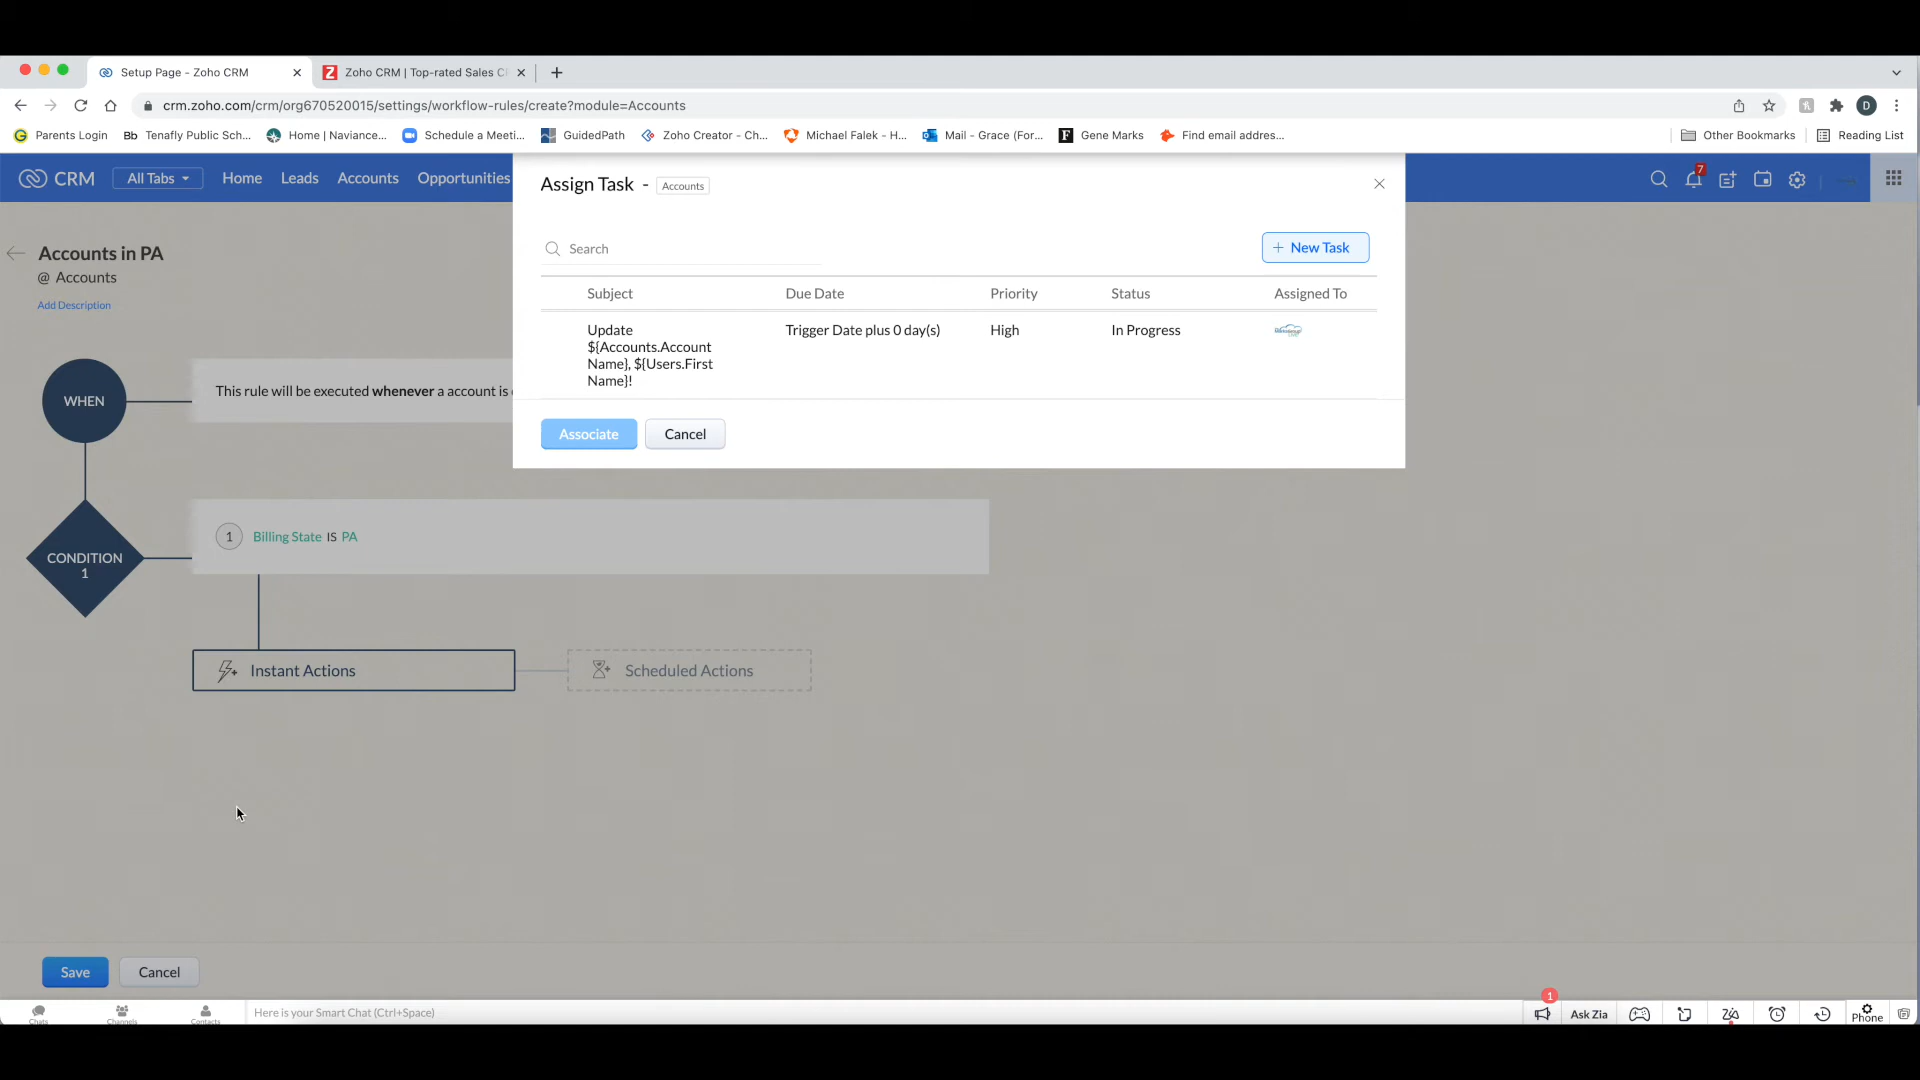 Setup Page - Zoho CRM
Zoho CRM | Top-rated Sales C
crm.zoho.com/crm/org670520015/settings/workflow-rules/create?module=Accounts
D
Parents Login
Bb Tenafly Public Sch...
Home | Naviance...
Schedule a Meeti...
GuidedPath
Zoho Creator - Ch...
Michael Falek - H...
Mail - Grace (For...
Gene Marks
Find email addres...
Other Bookmarks
Reading List
CRM
All Tabs
Home
Leads
Accounts
Opportunities
7
Assign Task - Accounts
Search
+ New Task
Subject Due Date Priority Status Assigned To
Update
${Accounts.Account
Name}, ${Users.First
Name}!
Trigger Date plus 0 day(s)
High
In Progress
Associate
Cancel
Accounts in PA
@ Accounts
Add Description
WHEN
This rule will be executed whenever a account is
CONDITION
1
1 Billing State IS PA
Instant Actions
Scheduled Actions
Save
Cancel
Chats
Channels
Contacts
Here is your Smart Chat (Ctrl+Space)
1
Ask Zia
Phone